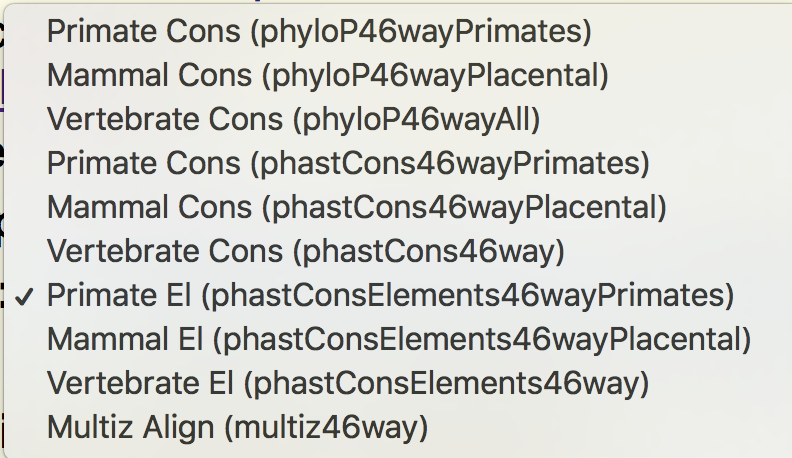 Primate Cons (phyloP46wayPrimates)
Mammal Cons (phyloP46wayPlacental)
Vertebrate Cons (phyloP46wayAll)
Primate Cons (phastCons46wayPrimates)
Mammal Cons (phastCons46wayPlacental)
Vertebrate Cons (phastCons46way)
✓ Primate El (phastConsElements46wayPrimates)
Mammal El (phastConsElements46wayPlacental)
Vertebrate El (phastConsElements46way)
Multiz Align (multiz46way)